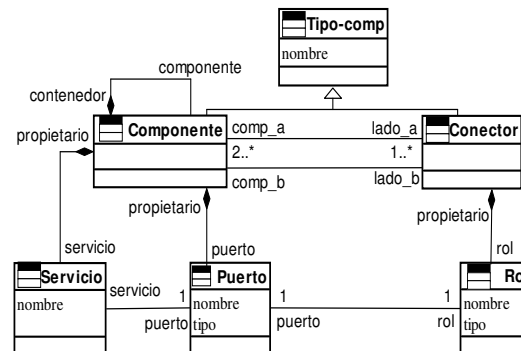 Tipo-comp
nombre
componente
contenedor
propietario
Componente
comp_a
lado_a
Conector
2..*
1..*
comp_b
lado_b
propietario
propietario
servicio
puerto
rol
Servicio
Puerto
Ro
nombre
servicio
1
nombre
1
1
nombre
puerto
tipo
puerto
rol
tipo